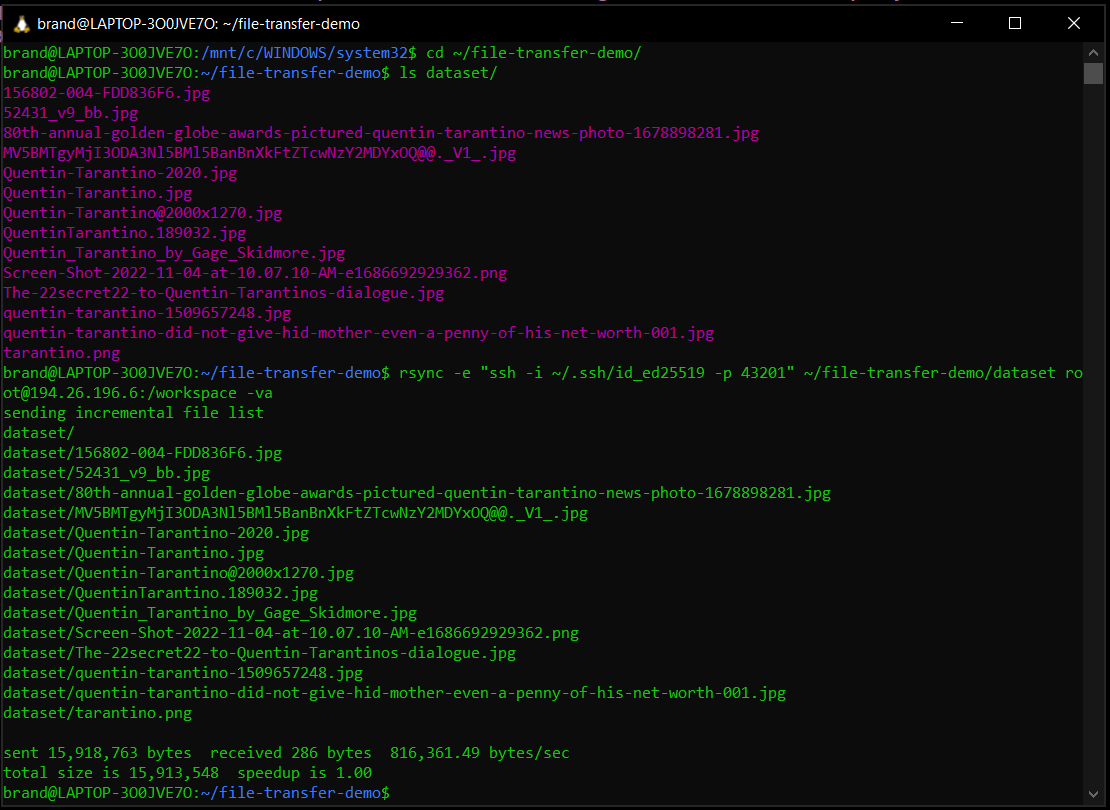 brand@LAPTOP-3O0JVE7O: ~/file-transfer-demo
brand@LAPTOP-3O0JVE7O:/mnt/c/WINDOWS/system32$ cd ~/file-transfer-demo/
brand@LAPTOP-3O0JVE7O:~/file-transfer-demo$ ls dataset/
156802-004-FDD836F6.jpg
52431_v9_bb.jpg
80th-annual-golden-globe-awards-pictured-quentin-tarantino-news-photo-1678898281.jpg
MV5BMTgyMjI3ODA3Nl5BMl5BanBnXkFtZTcwNzY2MDYxOQ@@._V1_.jpg
Quentin-Tarantino-2020.jpg
Quentin-Tarantino.jpg
Quentin-Tarantino@2000x1270.jpg
QuentinTarantino.189032.jpg
Quentin_Tarantino_by_Gage_Skidmore.jpg
Screen-Shot-2022-11-04-at-10.07.10-AM-e1686692929362.png
The-22secret22-to-Quentin-Tarantinos-dialogue.jpg
quentin-tarantino-1509657248.jpg
quentin-tarantino-did-not-give-hid-mother-even-a-penny-of-his-net-worth-001.jpg
tarantino.png
brand@LAPTOP-3O0JVE7O:~/file-transfer-demo$ rsync -e "ssh -i ~/.ssh/id_ed25519 -p 43201" ~/file-transfer-demo/dataset ro
ot@194.26.196.6:/workspace -va
sending incremental file list
dataset/
dataset/156802-004-FDD836F6.jpg
dataset/52431_v9_bb.jpg
dataset/80th-annual-golden-globe-awards-pictured-quentin-tarantino-news-photo-1678898281.jpg
dataset/MV5BMTgyMjI3ODA3Nl5BMl5BanBnXkFtZTcwNzY2MDYxOQ@@._V1_.jpg
dataset/Quentin-Tarantino-2020.jpg
dataset/Quentin-Tarantino.jpg
dataset/Quentin-Tarantino@2000x1270.jpg
dataset/QuentinTarantino.189032.jpg
dataset/Quentin_Tarantino_by_Gage_Skidmore.jpg
dataset/Screen-Shot-2022-11-04-at-10.07.10-AM-e1686692929362.png
dataset/The-22secret22-to-Quentin-Tarantinos-dialogue.jpg
dataset/quentin-tarantino-1509657248.jpg
dataset/quentin-tarantino-did-not-give-hid-mother-even-a-penny-of-his-net-worth-001.jpg
dataset/tarantino.png
sent 15,918,763 bytes  received 286 bytes  816,361.49 bytes/sec
total size is 15,913,548  speedup is 1.00
brand@LAPTOP-3O0JVE7O:~/file-transfer-demo$